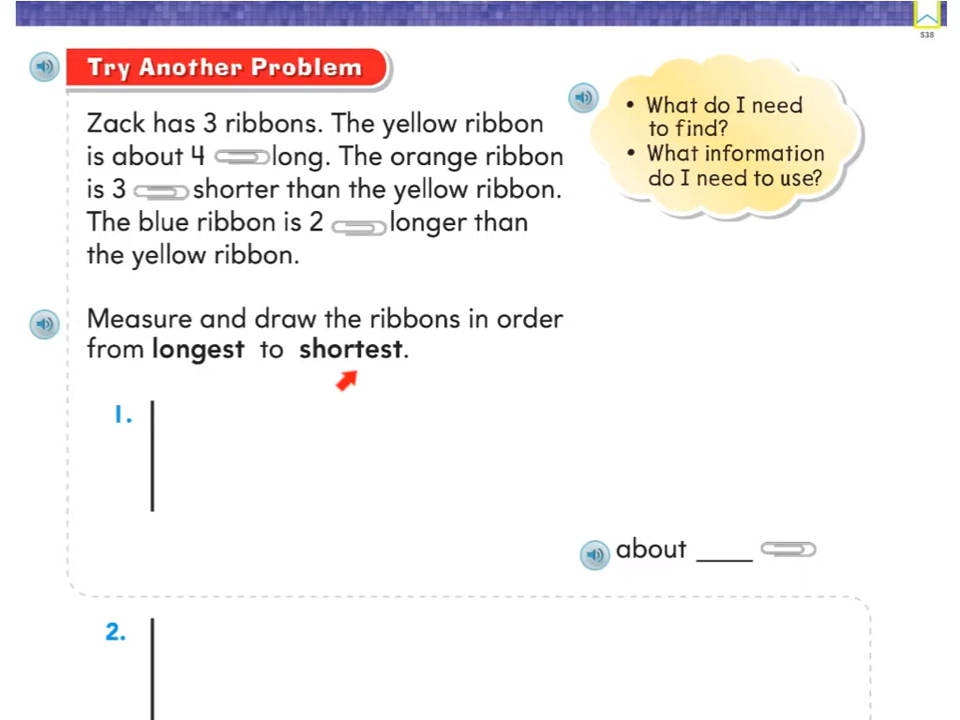 538
Try Another Problem
Zack has 3 ribbons. The yellow ribbon
is about 4 long. The orange ribbon
is 3 shorter than the yellow ribbon.
The blue ribbon is 2 longer than
the yellow ribbon.
• What do I need
to find?
• What information
do I need to use?
Measure and draw the ribbons in order
from longest to shortest.
1.
about ____
2.